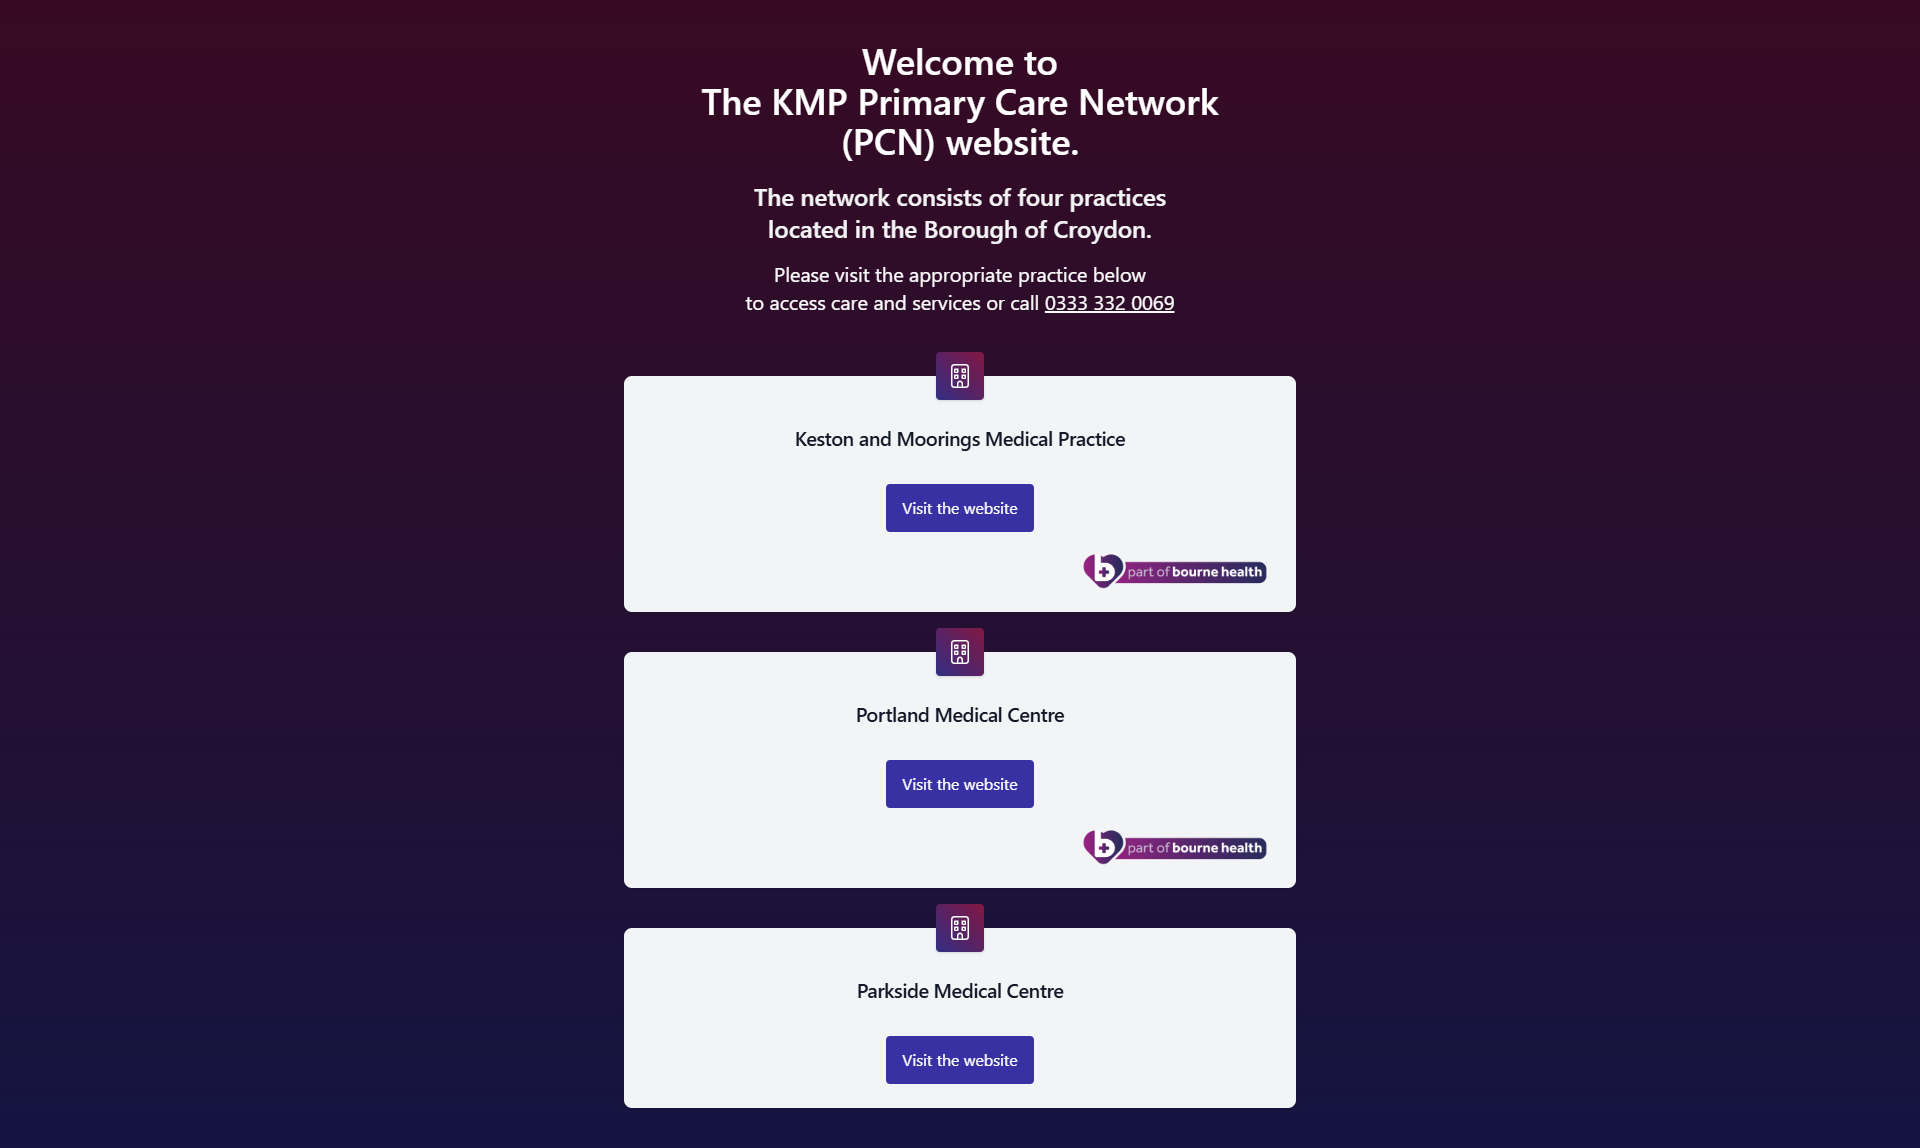 Welcome to
The KMP Primary Care Network
(PCN) website.
The network consists of four practices
located in the Borough of Croydon.
Please visit the appropriate practice below
to access care and services or call 0333 332 0069
Keston and Moorings Medical Practice
Visit the website
part of bourne health
Portland Medical Centre
Visit the website
part of bourne health
Parkside Medical Centre
Visit the website